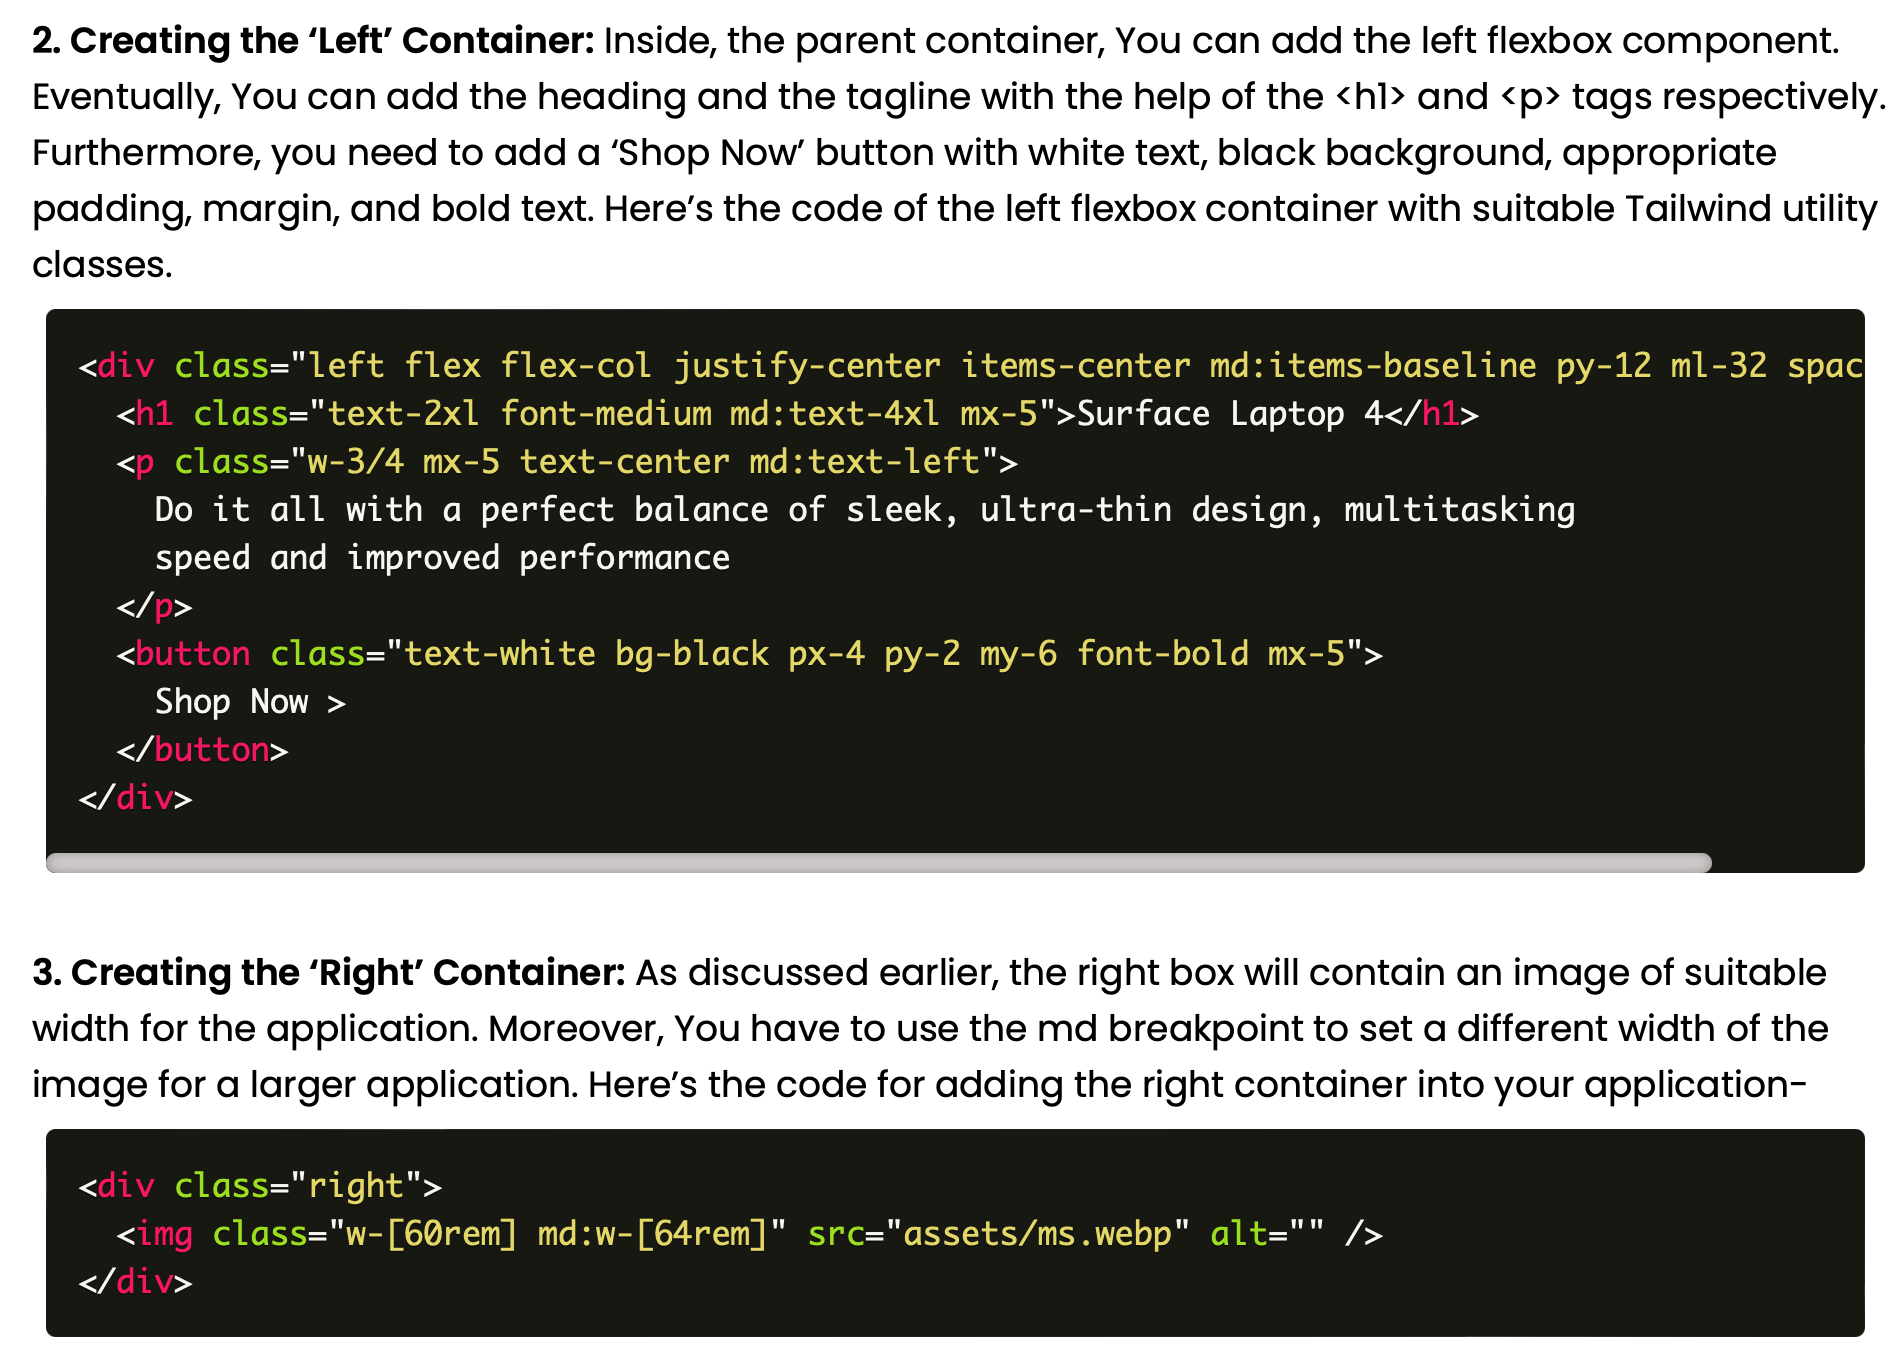 2. Creating the ‘Left’ Container: Inside, the parent container, You can add the left flexbox component.
Eventually, You can add the heading and the tagline with the help of the <h1> and <p> tags respectively.
Furthermore, you need to add a ‘Shop Now’ button with white text, black background, appropriate
padding, margin, and bold text. Here’s the code of the left flexbox container with suitable Tailwind utility
classes.
<div class="left flex flex-col justify-center items-center md:items-baseline py-12 ml-32 spac
<h1 class="text-2xl font-medium md:text-4xl mx-5">Surface Laptop 4</h1>
<p class="w-3/4 mx-5 text-center md:text-left">
Do it all with a perfect balance of sleek, ultra-thin design, multitasking
speed and improved performance
</p>
<button class="text-white bg-black px-4 py-2 my-6 font-bold mx-5">
Shop Now >
</button>
</div>
3. Creating the ‘Right’ Container: As discussed earlier, the right box will contain an image of suitable
width for the application. Moreover, You have to use the md breakpoint to set a different width of the
image for a larger application. Here’s the code for adding the right container into your application-
<div class="right">
<img class="w-[60rem] md:w-[64rem]" src="assets/ms.webp" alt="" />
</div>